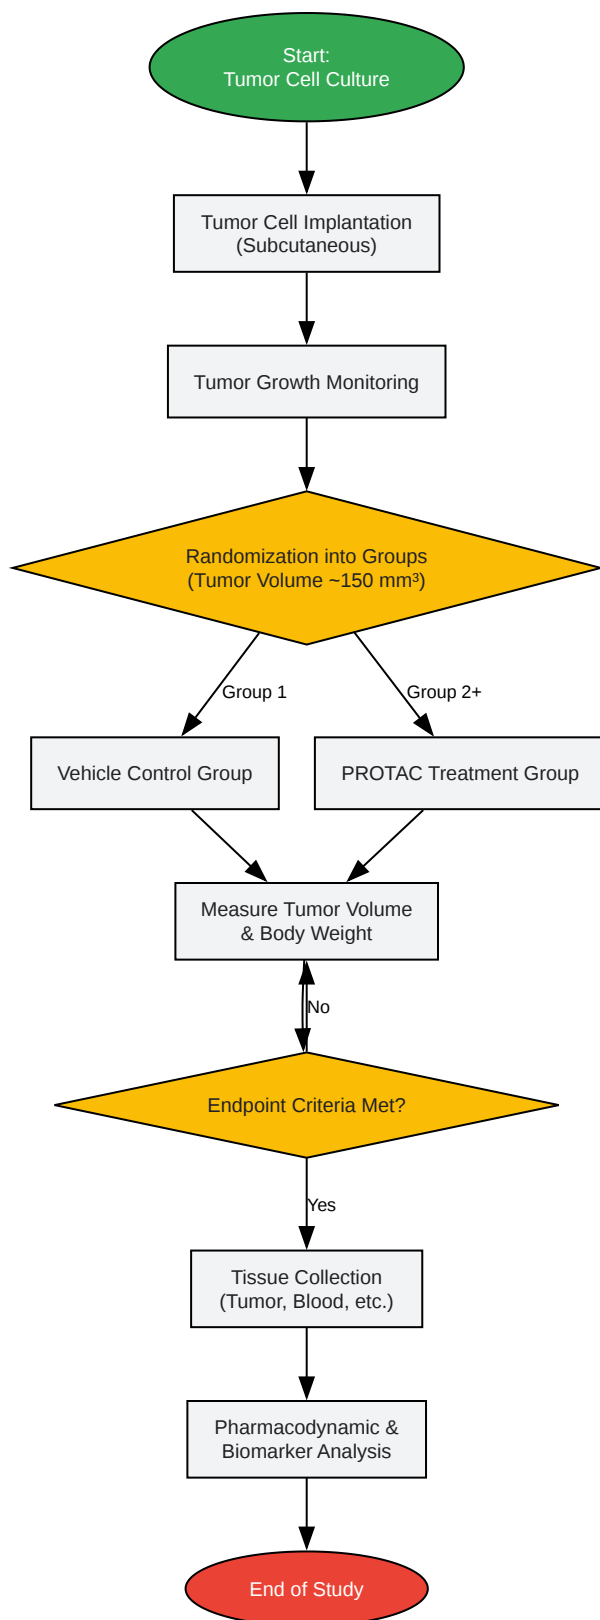 Start:
Tumor Cell Culture
Tumor Cell Implantation
(Subcutaneous)
Tumor Growth Monitoring
Randomization into Groups
(Tumor Volume ~150 mm³)
Group 1
Group 2+
Vehicle Control Group
PROTAC Treatment Group
Measure Tumor Volume
& Body Weight
No
Endpoint Criteria Met?
Yes
Tissue Collection
(Tumor, Blood, etc.)
Pharmacodynamic &
Biomarker Analysis
End of Study